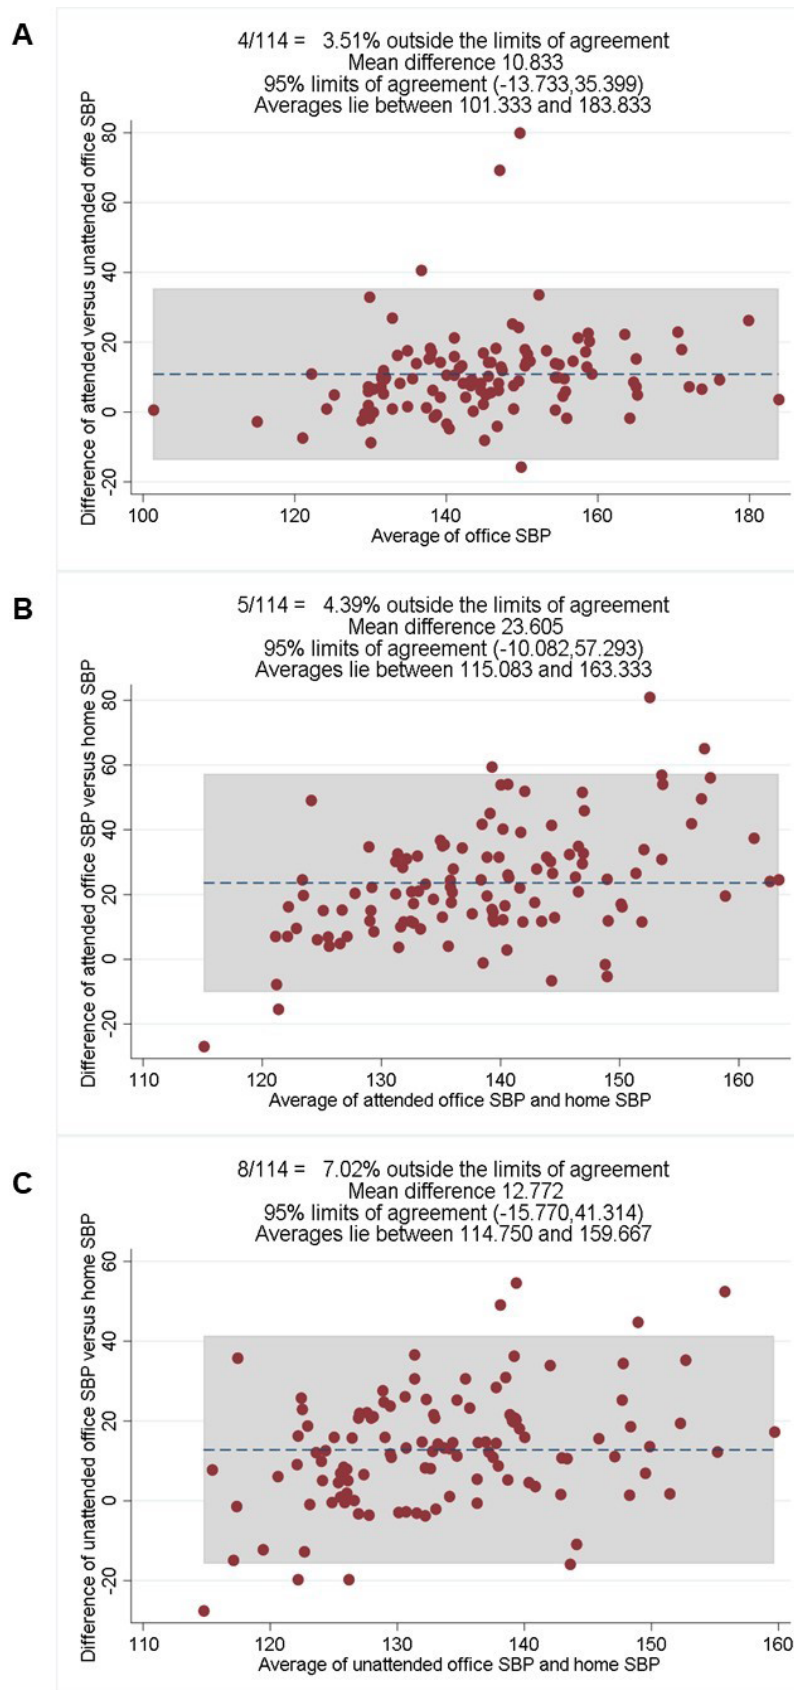 A
4/114 = 3.51% outside the limits of agreement
Mean difference 10.833
95% limits of agreement (-13.733,35.399)
Averages lie between 101.333 and 183.833
Difference of attended versus unattended office SBP
80
60
40
20
0
-20
100 120 140 160 180
Average of office SBP
B
5/114 = 4.39% outside the limits of agreement
Mean difference 23.605
95% limits of agreement (-10.082,57.293)
Averages lie between 115.083 and 163.333
Difference of attended office SBP versus home SBP
80
60
40
20
0
-20
110 120 130 140 150 160
Average of attended office SBP and home SBP
C
8/114 = 7.02% outside the limits of agreement
Mean difference 12.772
95% limits of agreement (-15.770,41.314)
Averages lie between 114.750 and 159.667
Difference of unattended office SBP versus home SBP
60
40
20
0
-20
110 120 130 140 150 160
Average of unattended office SBP and home SBP